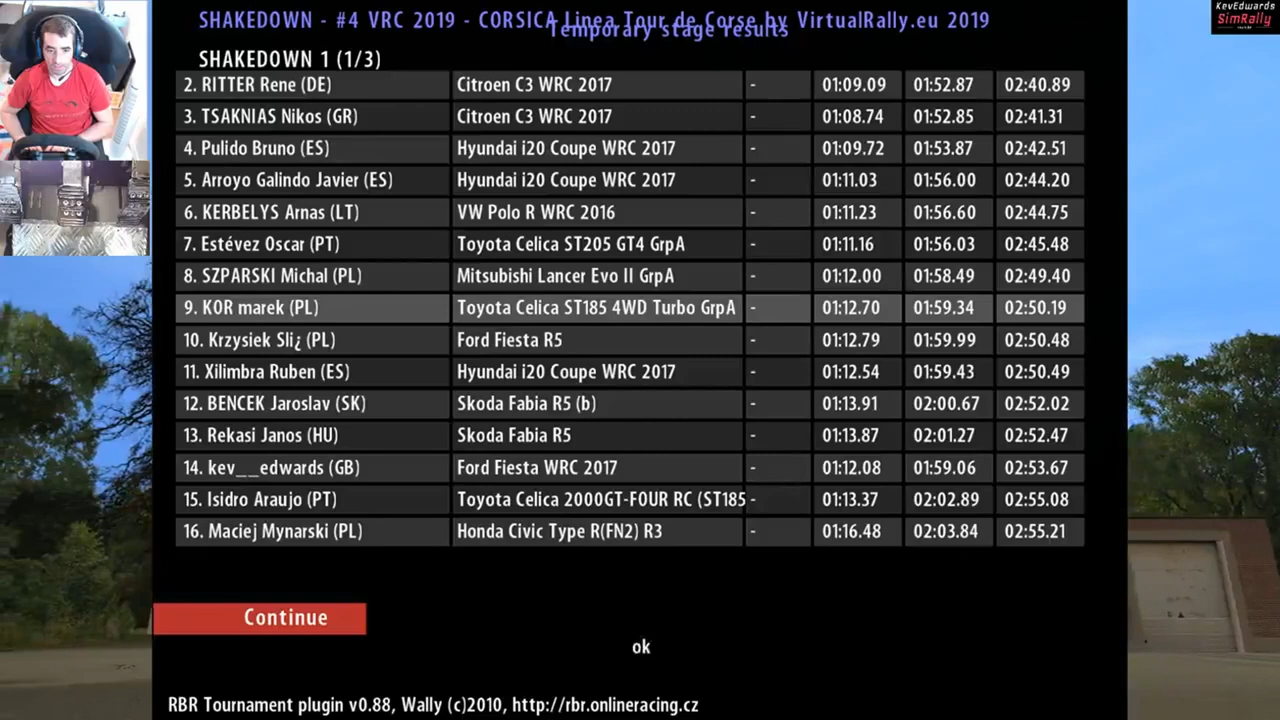 SHAKEDOWN - #4 VRC 2019 - CORSICA Linea Tour de Corse by VirtualRally.eu 2019
Temporary stage results
KevEdwards
SimRally
SHAKEDOWN 1 (1/3)
2. RITTER Rene (DE) Citroen C3 WRC 2017 - 01:09.09 01:52.87 02:40.89
3. TSAKNIAS Nikos (GR) Citroen C3 WRC 2017 - 01:08.74 01:52.85 02:41.31
4. Pulido Bruno (ES) Hyundai i20 Coupe WRC 2017 - 01:09.72 01:53.87 02:42.51
5. Arroyo Galindo Javier (ES) Hyundai i20 Coupe WRC 2017 - 01:11.03 01:56.00 02:44.20
6. KERBELYS Arnas (LT) VW Polo R WRC 2016 - 01:11.23 01:56.60 02:44.75
7. Estévez Oscar (PT) Toyota Celica ST205 GT4 GrpA - 01:11.16 01:56.03 02:45.48
8. SZPARSKI Michal (PL) Mitsubishi Lancer Evo II GrpA - 01:12.00 01:58.49 02:49.40
9. KOR marek (PL) Toyota Celica ST185 4WD Turbo GrpA - 01:12.70 01:59.34 02:50.19
10. Krzysiek Sli¿ (PL) Ford Fiesta R5 - 01:12.79 01:59.99 02:50.48
11. Xilimbra Ruben (ES) Hyundai i20 Coupe WRC 2017 - 01:12.54 01:59.43 02:50.49
12. BENCEK Jaroslav (SK) Skoda Fabia R5 (b) - 01:13.91 02:00.67 02:52.02
13. Rekasi Janos (HU) Skoda Fabia R5 - 01:13.87 02:01.27 02:52.47
14. kev__edwards (GB) Ford Fiesta WRC 2017 - 01:12.08 01:59.06 02:53.67
15. Isidro Araujo (PT) Toyota Celica 2000GT-FOUR RC (ST185 - 01:13.37 02:02.89 02:55.08
16. Maciej Mynarski (PL) Honda Civic Type R(FN2) R3 - 01:16.48 02:03.84 02:55.21
Continue
ok
RBR Tournament plugin v0.88, Wally (c)2010, http://rbr.onlineracing.cz